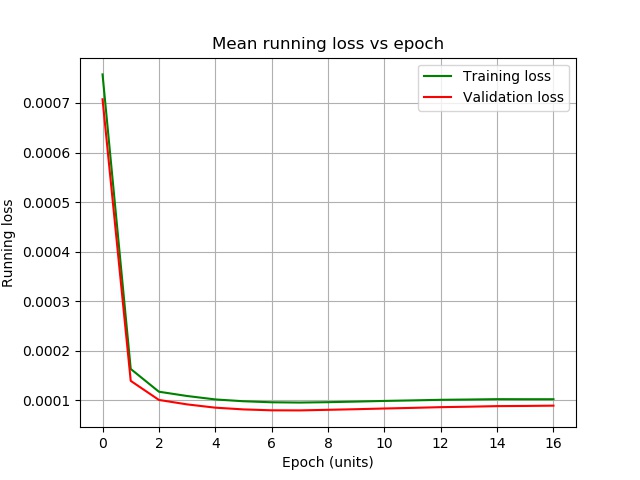 Mean running loss vs epoch
Training loss
Validation loss
0.0007
0.0006
0.0005
0.0004
0.0003
0.0002
0.0001
Running loss
0 2 4 6 8 10 12 14 16
Epoch (units)